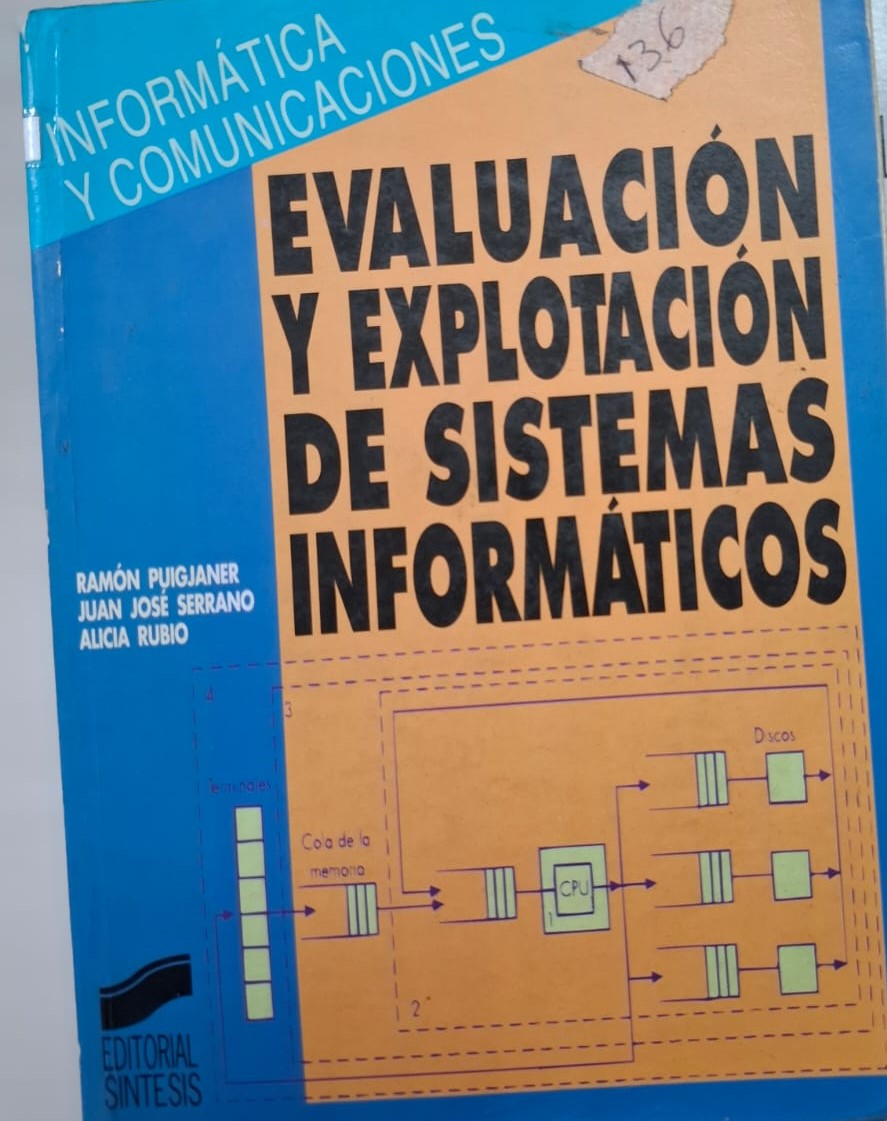 INFORMÁTICA
Y COMUNICACIONES
136
EVALUACIÓN
Y EXPLOTACIÓN
DE SISTEMAS
INFORMÁTICOS
RAMÓN PUIGJANER
JUAN JOSÉ SERRANO
ALICIA RUBIO
4
3
Discos
Terminales
Cola de la
memoria
CPU
1
2
EDITORIAL
SINTESIS